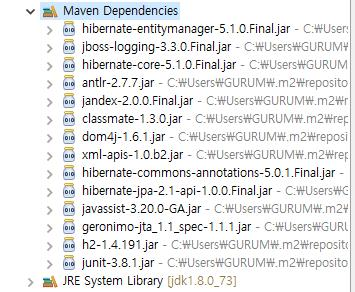 Maven Dependencies
hibernate-entitymanager-5.1.0.Final.jar - C:₩Users
jboss-logging-3.3.0.Final.jar - C:₩Users₩GURUM₩.
hibernate-core-5.1.0.Final.jar - C:₩Users₩GURUM
antlr-2.7.7.jar - C:₩Users₩GURUM₩.m2₩reposito
jandex-2.0.0.Final.jar - C:₩Users₩GURUM₩.m2₩re
classmate-1.3.0.jar - C:₩Users₩GURUM₩.m2₩repo
dom4j-1.6.1.jar - C:₩Users₩GURUM₩.m2₩reposito
xml-apis-1.0.b2.jar - C:₩Users₩GURUM₩.m2₩repo
hibernate-commons-annotations-5.0.1.Final.jar - C
hibernate-jpa-2.1-api-1.0.0.Final.jar - C:₩Users₩G
javassist-3.20.0-GA.jar - C:₩Users₩GURUM₩.m2₩r
geronimo-jta_1.1_spec-1.1.1.jar - C:₩Users₩GURUM
h2-1.4.191.jar - C:₩Users₩GURUM₩.m2₩repositor
junit-3.8.1.jar - C:₩Users₩GURUM₩.m2₩repositor
JRE System Library [jdk1.8.0_73]